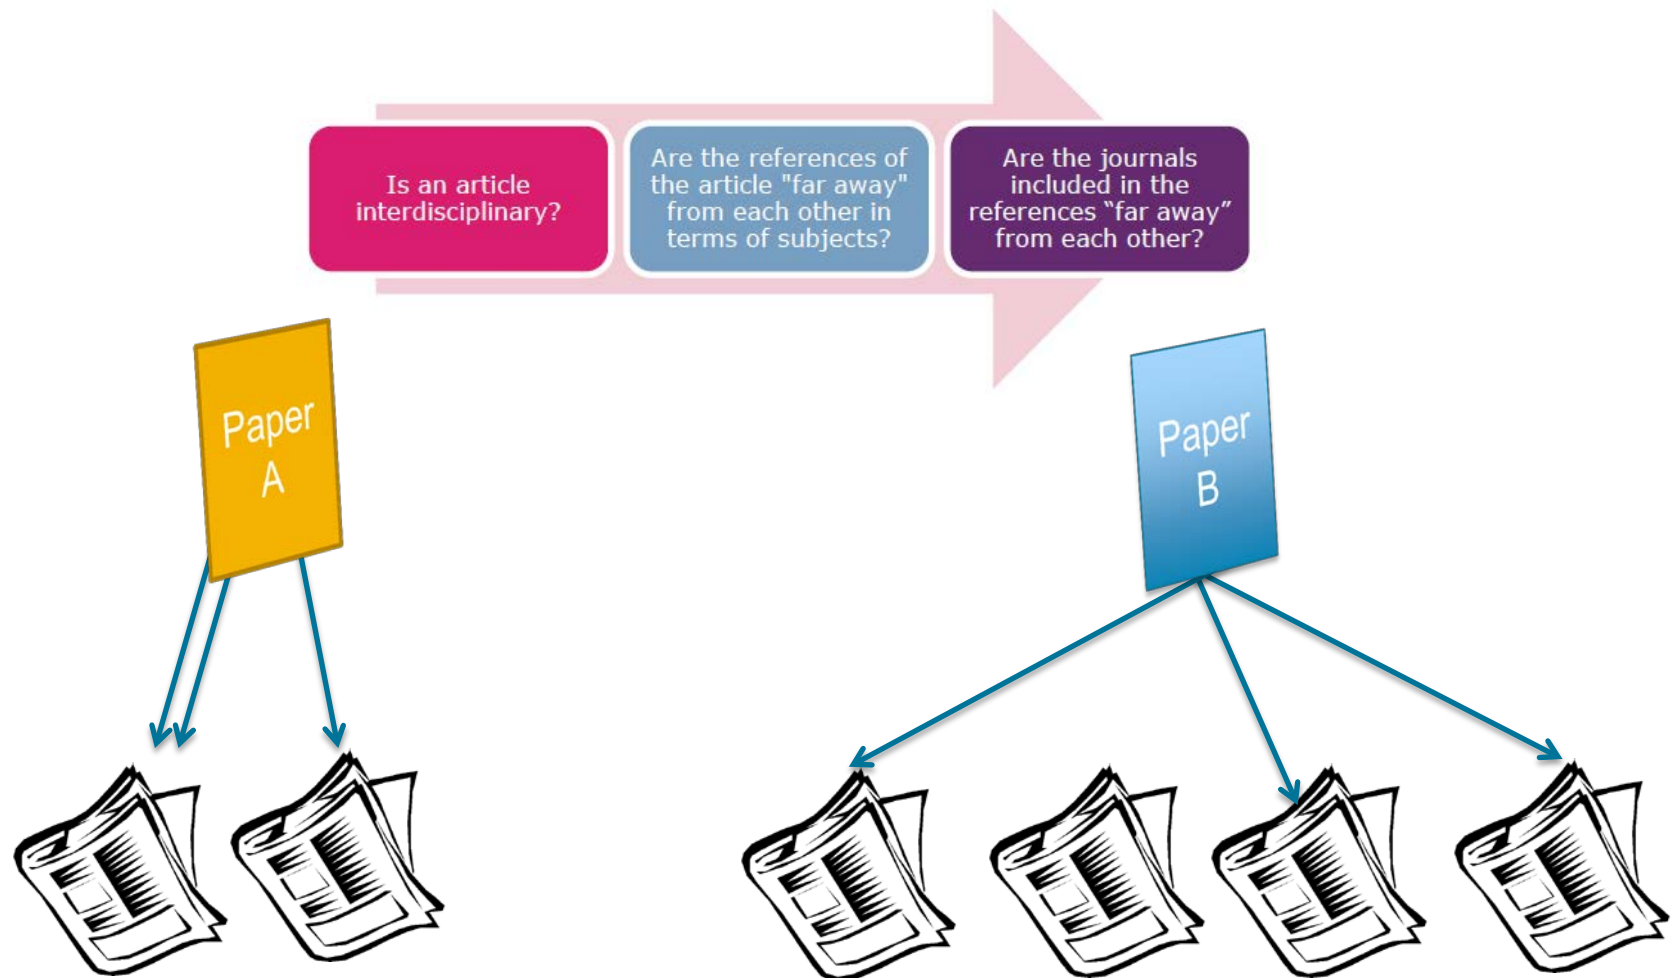 Is an article
interdisciplinary?
Are the references of
the article "far away"
from each other in
terms of subjects?
Are the journals
included in the
references “far away”
from each other?
Paper
A
Paper
B